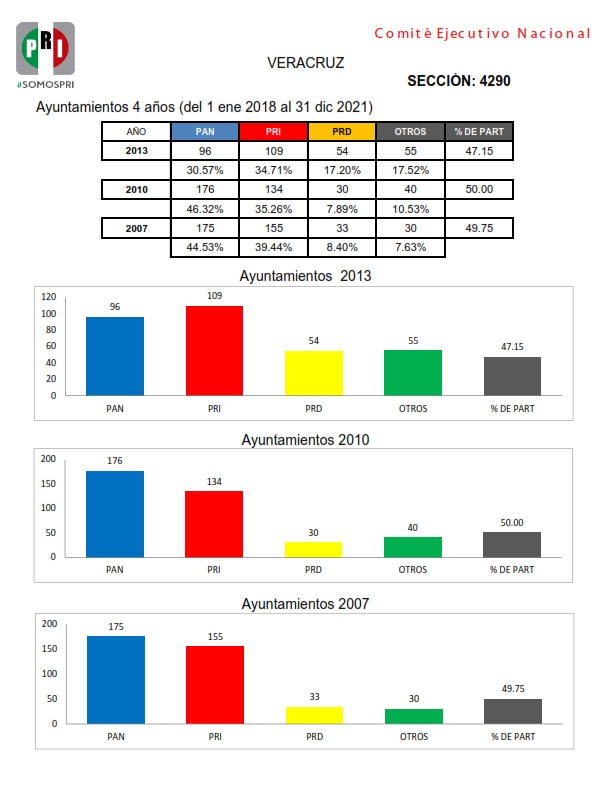 Comité Ejecutivo Nacional
PRI
#SOMOSPRI
VERACRUZ
SECCIÒN: 4290
Ayuntamientos 4 años (del 1 ene 2018 al 31 dic 2021)
AÑO PAN PRI PRD OTROS % DE PART
2013 96 109 54 55 47.15
30.57% 34.71% 17.20% 17.52%
2010 176 134 30 40 50.00
46.32% 35.26% 7.89% 10.53%
2007 175 155 33 30 49.75
44.53% 39.44% 8.40% 7.63%
Ayuntamientos 2013
120
100
80
60
40
20
0
96 109 54 55 47.15
PAN PRI PRD OTROS % DE PART
Ayuntamientos 2010
200
150
100
50
0
176 134 30 40 50.00
PAN PRI PRD OTROS % DE PART
Ayuntamientos 2007
200
150
100
50
0
175 155 33 30 49.75
PAN PRI PRD OTROS % DE PART